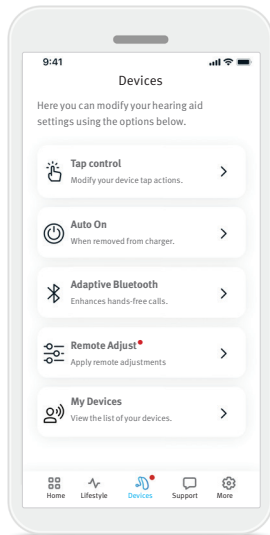 9:41
Devices
Here you can modify your hearing aid
settings using the options below.
Tap control
Modify your device tap actions.
Auto On
When removed from charger.
Adaptive Bluetooth
Enhances hands-free calls.
Remote Adjust
Apply remote adjustments
My Devices
View the list of your devices.
Home Lifestyle Devices Support More